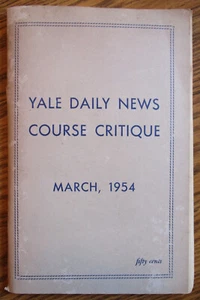 YALE DAILY NEWS
COURSE CRITIQUE
MARCH, 1954
fifty cents